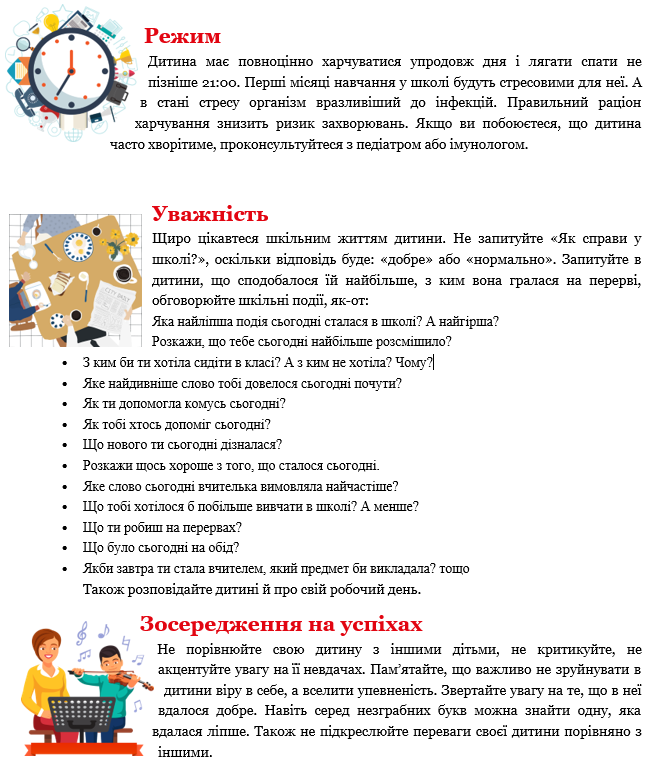 Режим
Дитина має повноцінно харчуватися упродовж дня і лягати спати не
пізніше 21:00. Перші місяці навчання у школі будуть стресовими для неї. А
в стані стресу організм вразливіший до інфекцій. Правильний раціон
харчування знизить ризик захворювань. Якщо ви побоюєтеся, що дитина
часто хворітиме, проконсультуйтеся з педіатром або імунологом.
Уважність
Щиро цікавтеся шкільним життям дитини. Не запитуйте «Як справи у
школі?», оскільки відповідь буде: «добре» або «нормально». Запитуйте в
дитини, що сподобалося їй найбільше, з ким вона гралася на перерві,
обговорюйте шкільні події, як-от:
Яка найліпша подія сьогодні сталася в школі? А найгірша?
Розкажи, що тебе сьогодні найбільше розсмішило?
• З ким би ти хотіла сидіти в класі? А з ким не хотіла? Чому?
• Яке найдивніше слово тобі довелося сьогодні почути?
• Як ти допомогла комусь сьогодні?
• Як тобі хтось допоміг сьогодні?
• Що нового ти сьогодні дізналася?
• Розкажи щось хороше з того, що сталося сьогодні.
• Яке слово сьогодні вчителька вимовляла найчастіше?
• Що тобі хотілося б побільше вивчати в школі? А менше?
• Що ти робиш на перервах?
• Що було сьогодні на обід?
• Якби завтра ти стала вчителем, який предмет би викладала? тощо
Також розповідайте дитині й про свій робочий день.
Зосередження на успіхах
Не порівнюйте свою дитину з іншими дітьми, не критикуйте, не
акцентуйте увагу на її невдачах. Пам’ятайте, що важливо не зруйнувати в
дитини віру в себе, а вселити упевненість. Звертайте увагу на те, що в неї
вдалося добре. Навіть серед незграбних букв можна знайти одну, яка
вдалася ліпше. Також не підкреслюйте переваги своєї дитини порівняно з
іншими.